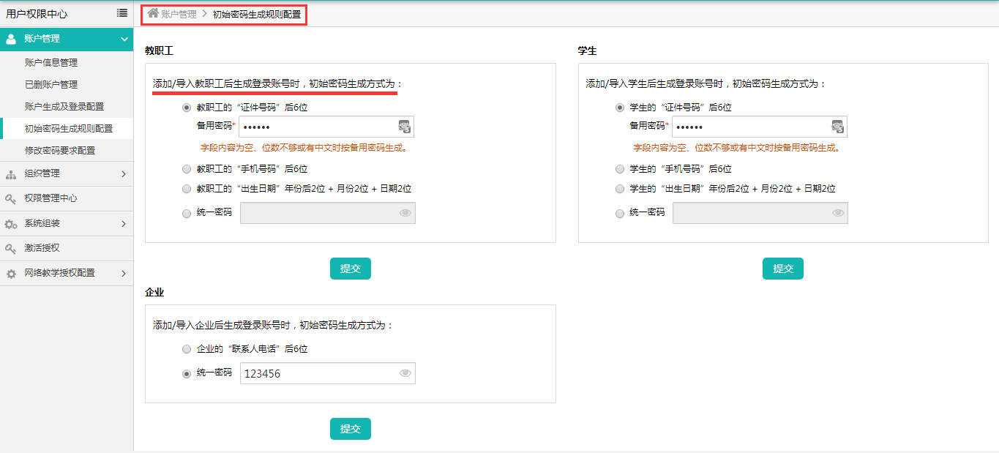 用户权限中心
账户管理
账户信息管理
已删账户管理
账户生成及登录配置
初始密码生成规则配置
修改密码要求配置
组织管理
权限管理中心
系统组装
激活授权
网络教学授权配置
账户管理 > 初始密码生成规则配置
教职工
添加/导入教职工后生成登录账号时，初始密码生成方式为：
教职工的“证件号码”后6位
备用密码* ••••••
字段内容为空、位数不够或有中文时按备用密码生成。
教职工的“手机号码”后6位
教职工的“出生日期”年份后2位 + 月份2位 + 日期2位
统一密码
提交
学生
添加/导入学生后生成登录账号时，初始密码生成方式为：
学生的“证件号码”后6位
备用密码* ••••••
字段内容为空、位数不够或有中文时按备用密码生成。
学生的“手机号码”后6位
学生的“出生日期”年份后2位 + 月份2位 + 日期2位
统一密码
提交
企业
添加/导入企业后生成登录账号时，初始密码生成方式为：
企业的“联系人电话”后6位
统一密码 123456
提交